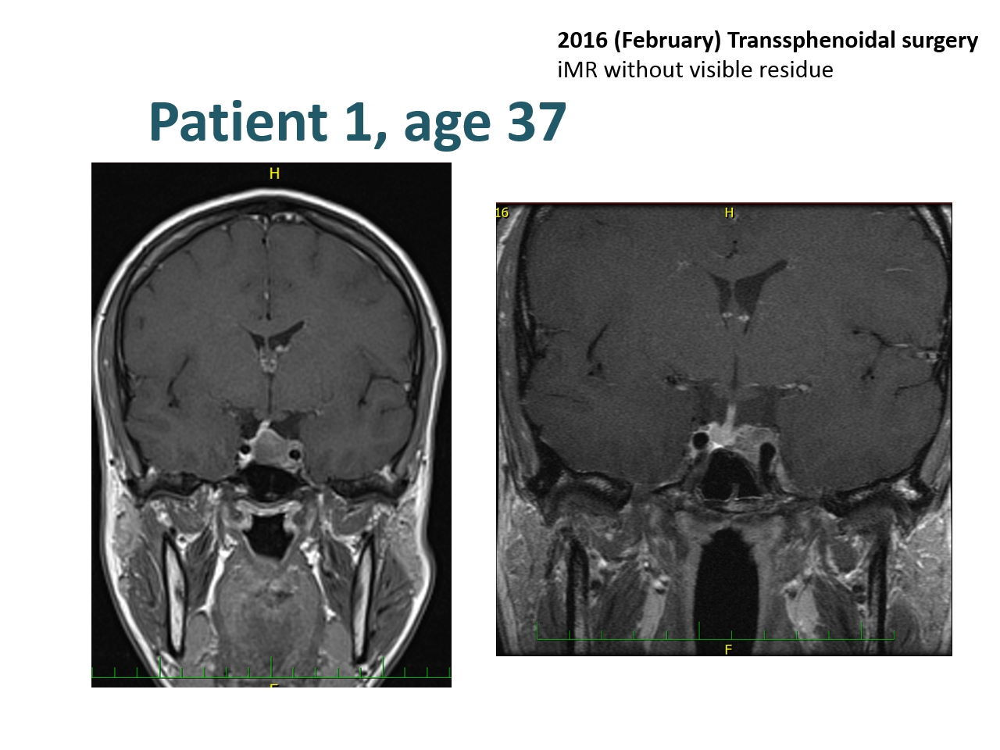 2016 (February) Transsphenoidal surgery
iMR without visible residue
Patient 1, age 37
H
16
H
F